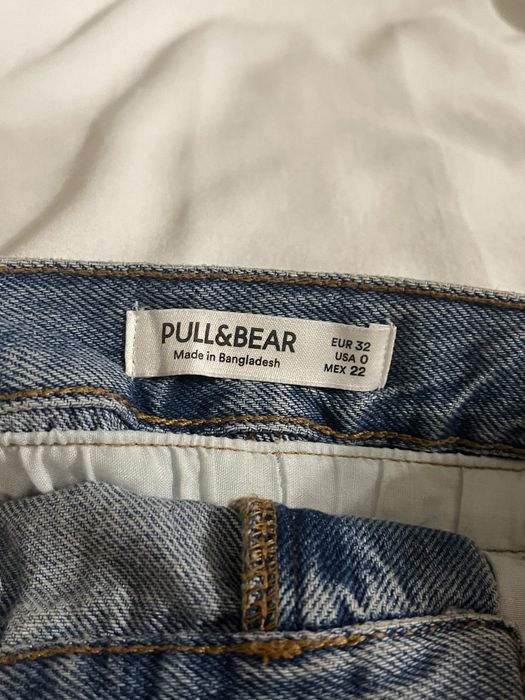 PULL&BEAR
Made in Bangladesh
EUR 32
USA 0
MEX 22